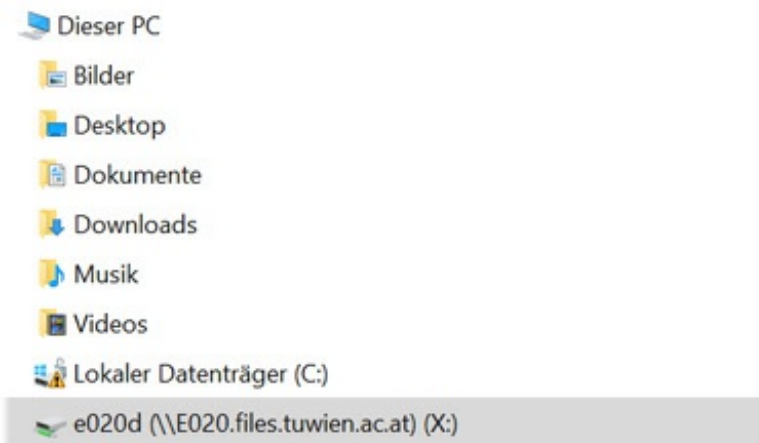 Dieser PC
Bilder
Desktop
Dokumente
Downloads
Musik
Videos
Lokaler Datenträger (C:)
e020d (\\E020.files.tuwien.ac.at) (X:)